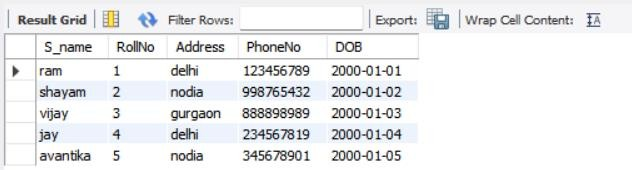 Result Grid Filter Rows: Export: Wrap Cell Content: IA
S_name RollNo Address PhoneNo DOB
ram 1 delhi 123456789 2000-01-01
shayam 2 nodia 998765432 2000-01-02
vijay 3 gurgaon 888898989 2000-01-03
jay 4 delhi 234567819 2000-01-04
avantika 5 nodia 345678901 2000-01-05